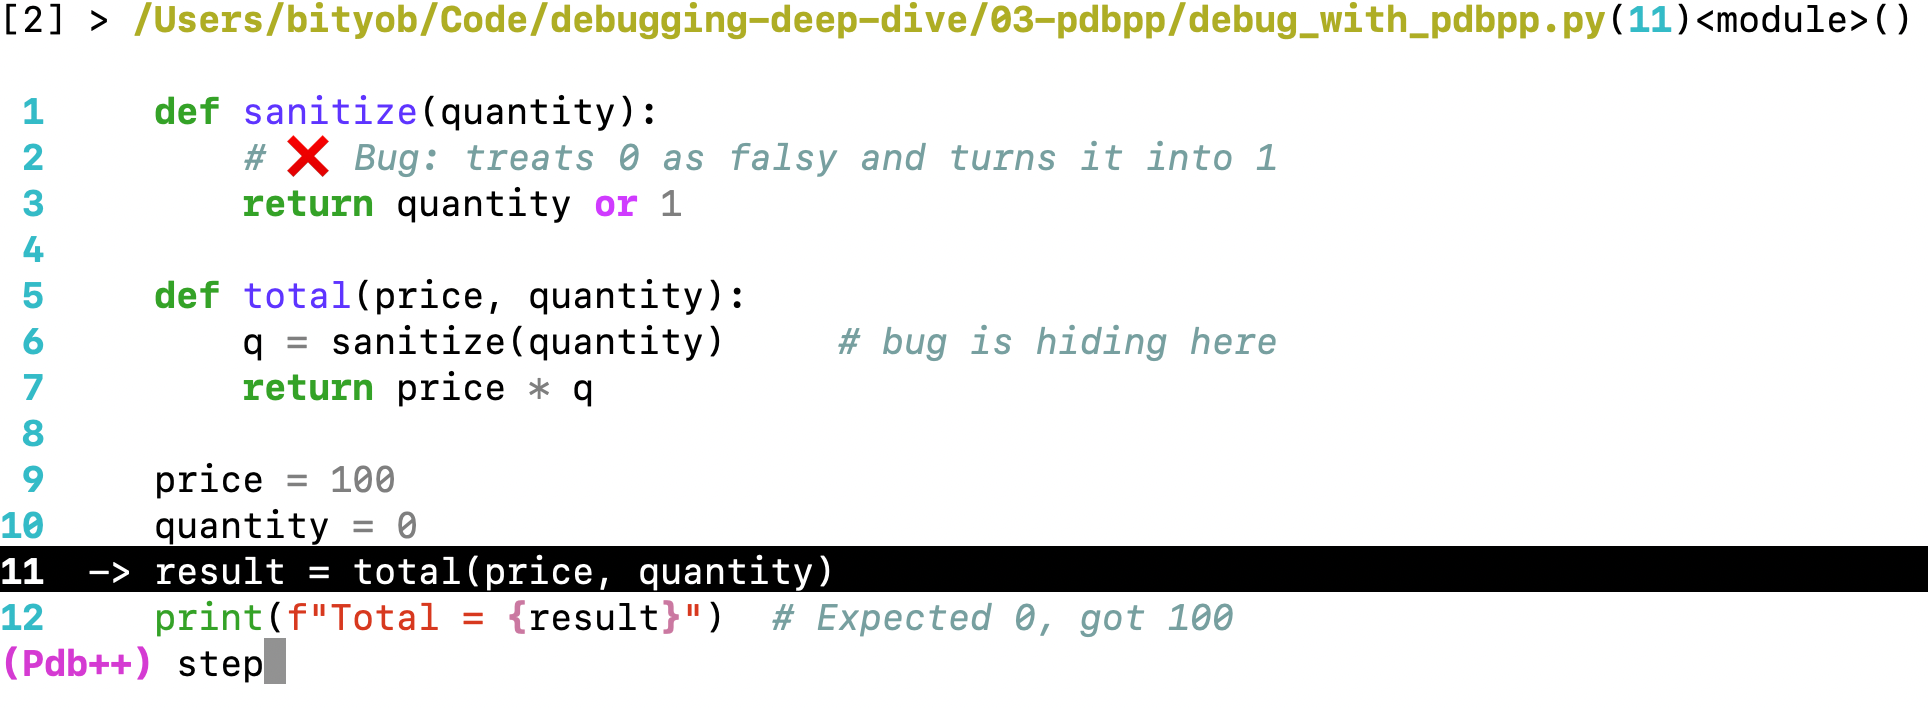 [2] > /Users/bityob/Code/debugging-deep-dive/03-pdbpp/debug_with_pdbpp.py(11)<module>()
1     def sanitize(quantity):
2         # ❌ Bug: treats 0 as falsy and turns it into 1
3         return quantity or 1
4
5     def total(price, quantity):
6         q = sanitize(quantity)     # bug is hiding here
7         return price * q
8
9     price = 100
10     quantity = 0
11  -> result = total(price, quantity)
12     print(f"Total = {result}")  # Expected 0, got 100
(Pdb++) step